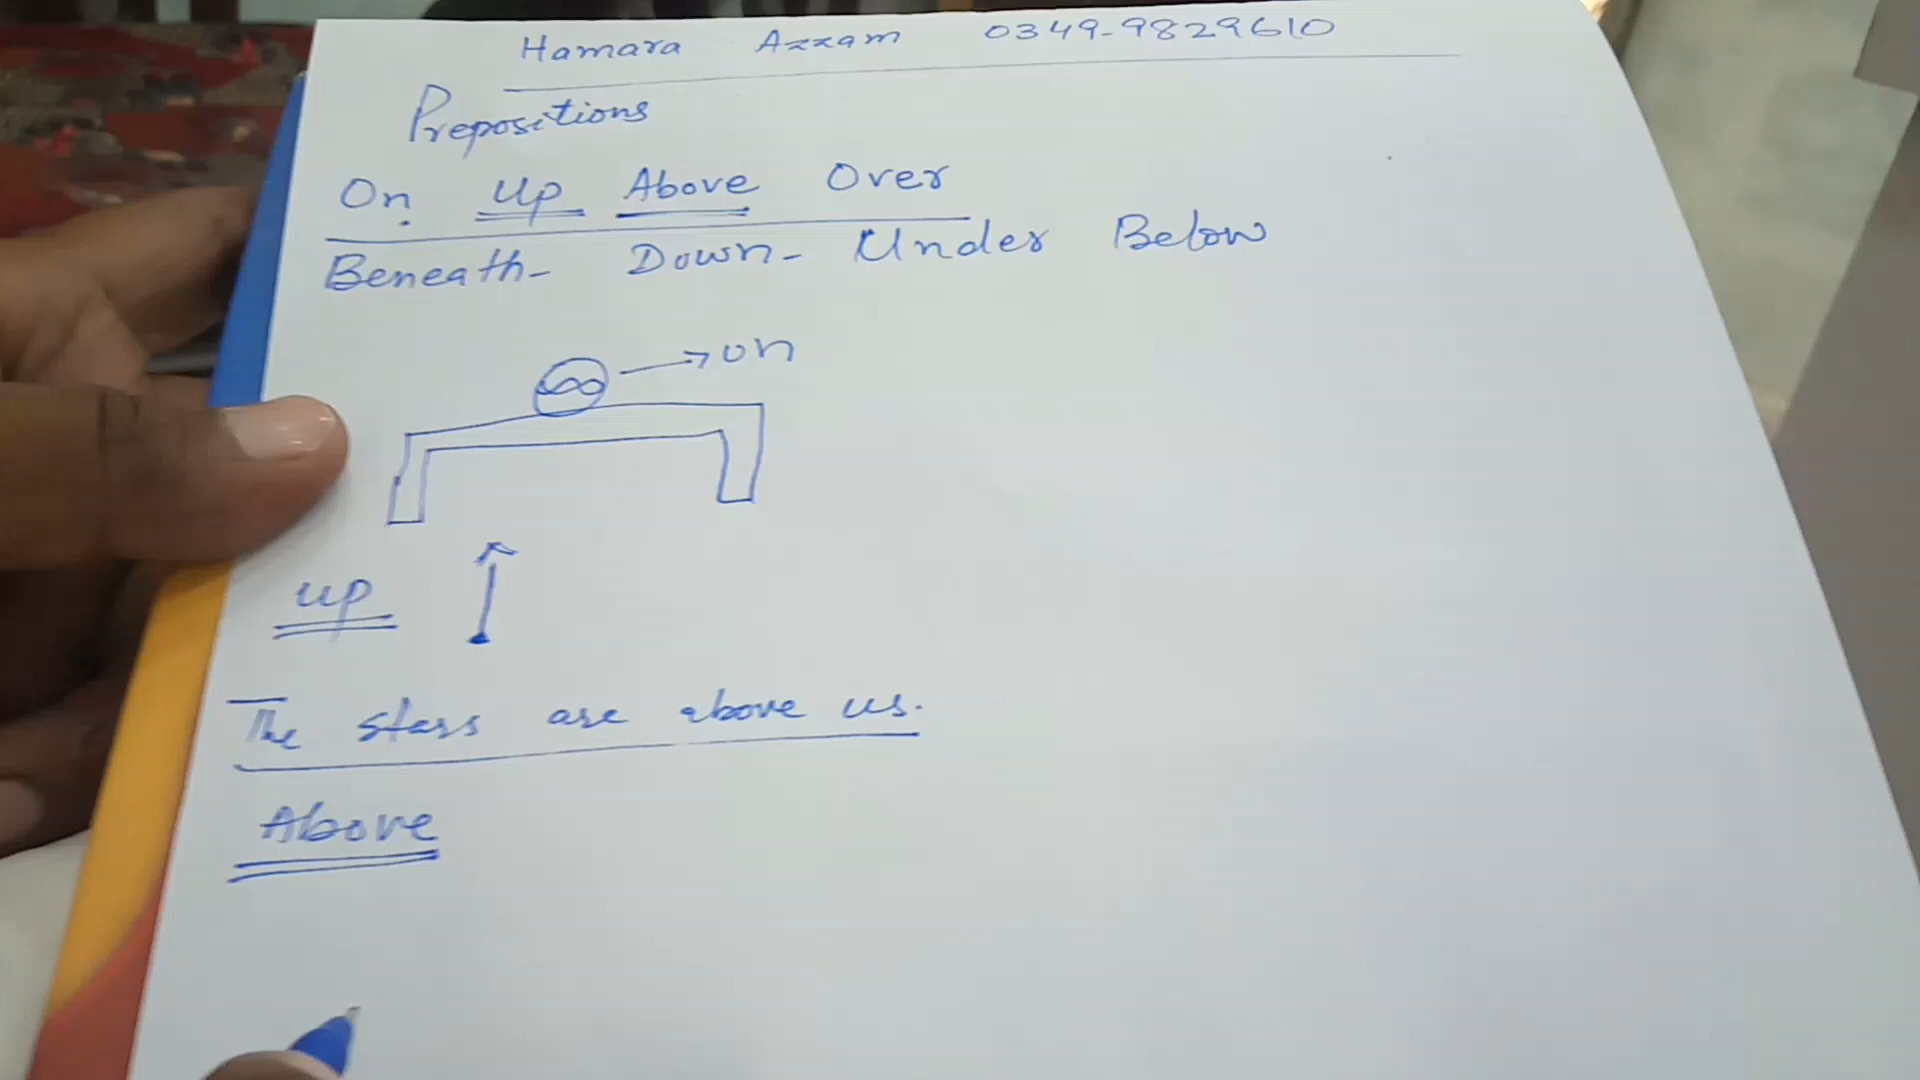 Hamara Azzam 0349-9829610
Prepositions
On Up Above Over
Beneath- Down- Under Below
on
up
The stars are above us.
Above